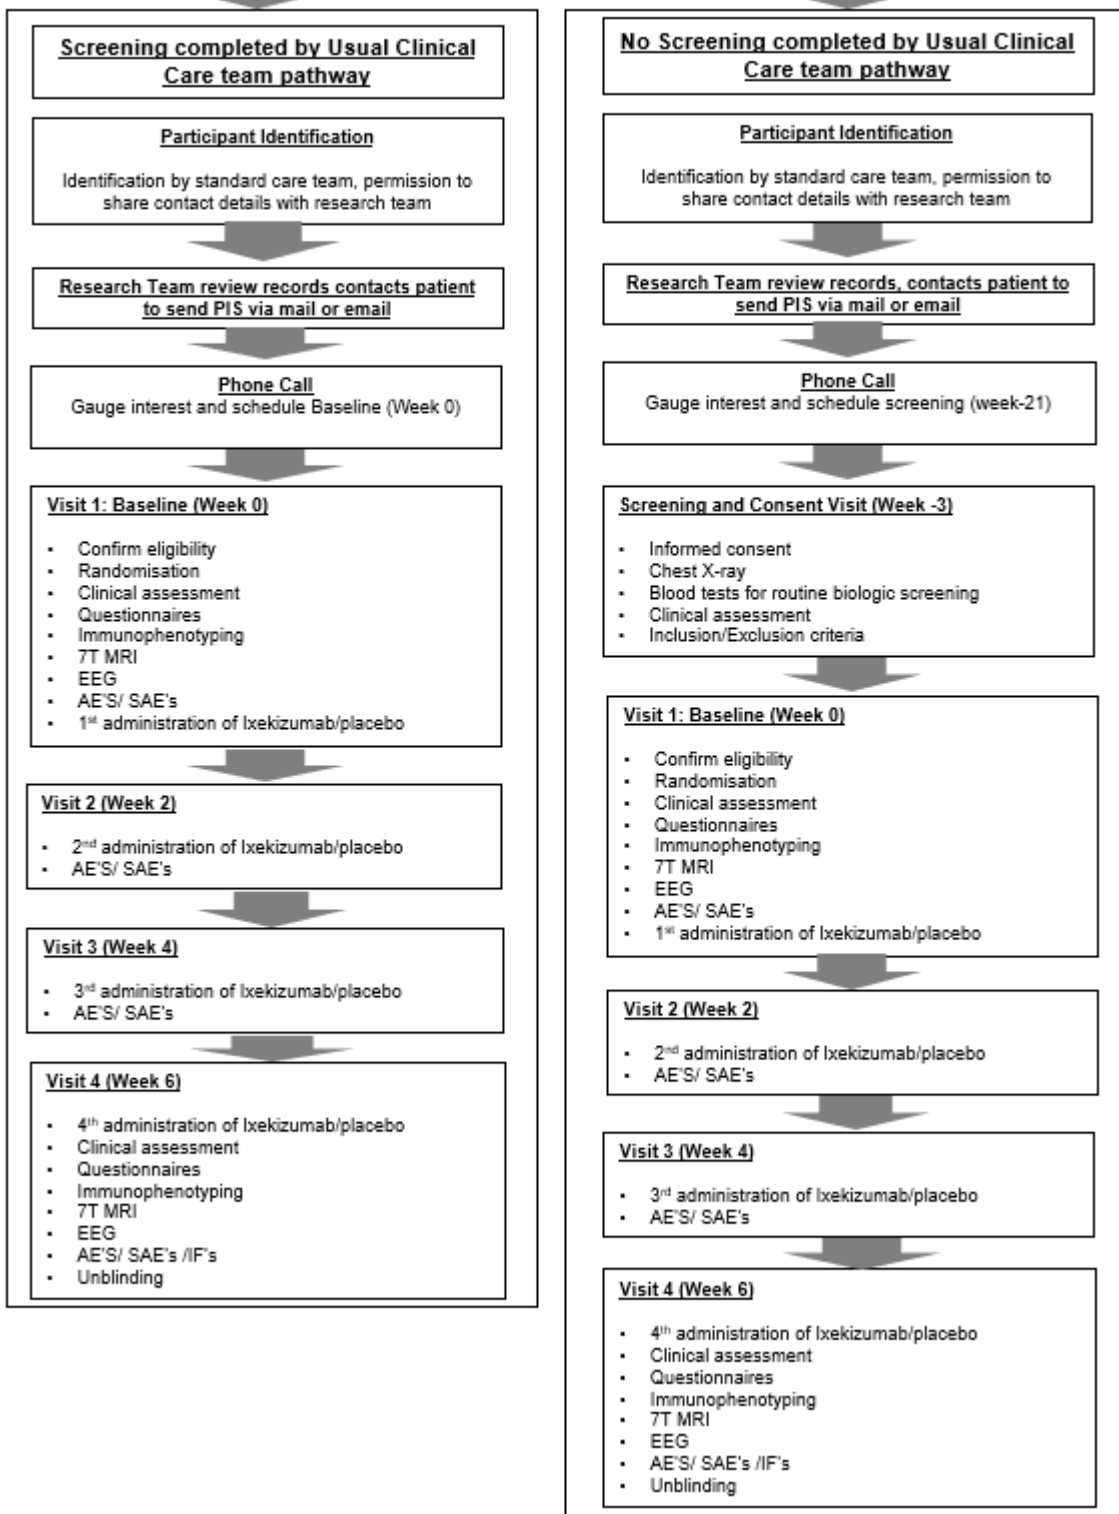 Screening completed by Usual Clinical
Care team pathway
Participant Identification
Identification by standard care team, permission to
share contact details with research team
Research Team review records contacts patient
to send PIS via mail or email
Phone Call
Gauge interest and schedule Baseline (Week 0)
Visit 1: Baseline (Week 0)
▪ Confirm eligibility
▪ Randomisation
▪ Clinical assessment
▪ Questionnaires
▪ Immunophenotyping
▪ 7T MRI
▪ EEG
▪ AE'S/ SAE's
▪ 1st administration of Ixekizumab/placebo
Visit 2 (Week 2)
▪ 2nd administration of Ixekizumab/placebo
▪ AE'S/ SAE's
Visit 3 (Week 4)
▪ 3rd administration of Ixekizumab/placebo
▪ AE'S/ SAE's
Visit 4 (Week 6)
▪ 4th administration of Ixekizumab/placebo
▪ Clinical assessment
▪ Questionnaires
▪ Immunophenotyping
▪ 7T MRI
▪ EEG
▪ AE'S/ SAE's /IF's
▪ Unblinding
No Screening completed by Usual Clinical
Care team pathway
Participant Identification
Identification by standard care team, permission to
share contact details with research team
Research Team review records, contacts patient to
send PIS via mail or email
Phone Call
Gauge interest and schedule screening (week-21)
Screening and Consent Visit (Week -3)
▪ Informed consent
▪ Chest X-ray
▪ Blood tests for routine biologic screening
▪ Clinical assessment
▪ Inclusion/Exclusion criteria
Visit 1: Baseline (Week 0)
▪ Confirm eligibility
▪ Randomisation
▪ Clinical assessment
▪ Questionnaires
▪ Immunophenotyping
▪ 7T MRI
▪ EEG
▪ AE'S/ SAE's
▪ 1st administration of Ixekizumab/placebo
Visit 2 (Week 2)
▪ 2nd administration of Ixekizumab/placebo
▪ AE'S/ SAE's
Visit 3 (Week 4)
▪ 3rd administration of Ixekizumab/placebo
▪ AE'S/ SAE's
Visit 4 (Week 6)
▪ 4th administration of Ixekizumab/placebo
▪ Clinical assessment
▪ Questionnaires
▪ Immunophenotyping
▪ 7T MRI
▪ EEG
▪ AE'S/ SAE's /IF's
▪ Unblinding